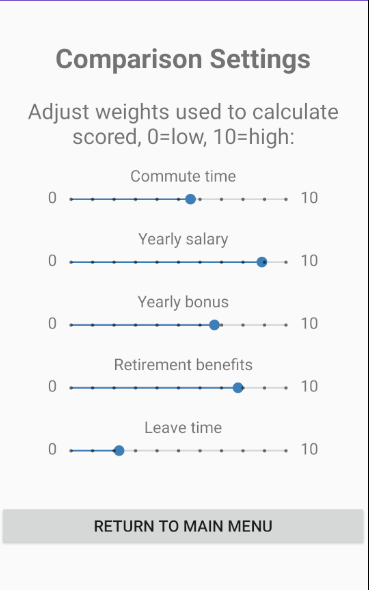 Comparison Settings
Adjust weights used to calculate
scored, 0=low, 10=high:
Commute time
0 10
Yearly salary
0 10
Yearly bonus
0 10
Retirement benefits
0 10
Leave time
0 10
RETURN TO MAIN MENU